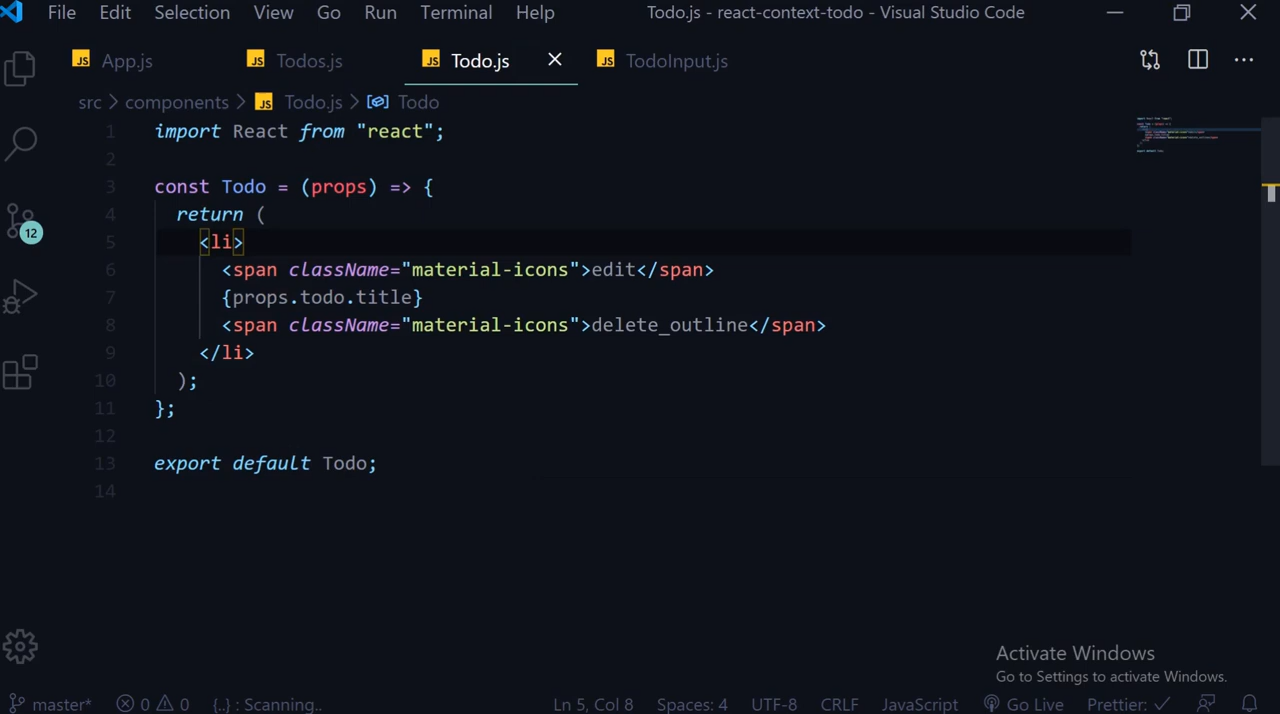 File Edit Selection View Go Run Terminal Help Todo.js - react-context-todo - Visual Studio Code
JS App.js JS Todos.js JS Todo.js JS TodoInput.js
src > components > JS Todo.js > Todo
1 import React from "react";
2
3 const Todo = (props) => {
4 return (
5 <li>
6 <span className="material-icons">edit</span>
7 {props.todo.title}
8 <span className="material-icons">delete_outline</span>
9 </li>
10 );
11 };
12
13 export default Todo;
14
12
Activate Windows
Go to Settings to activate Windows.
master* 0 0 {..} : Scanning.. Ln 5, Col 8 Spaces: 4 UTF-8 CRLF JavaScript Go Live Prettier: ✓